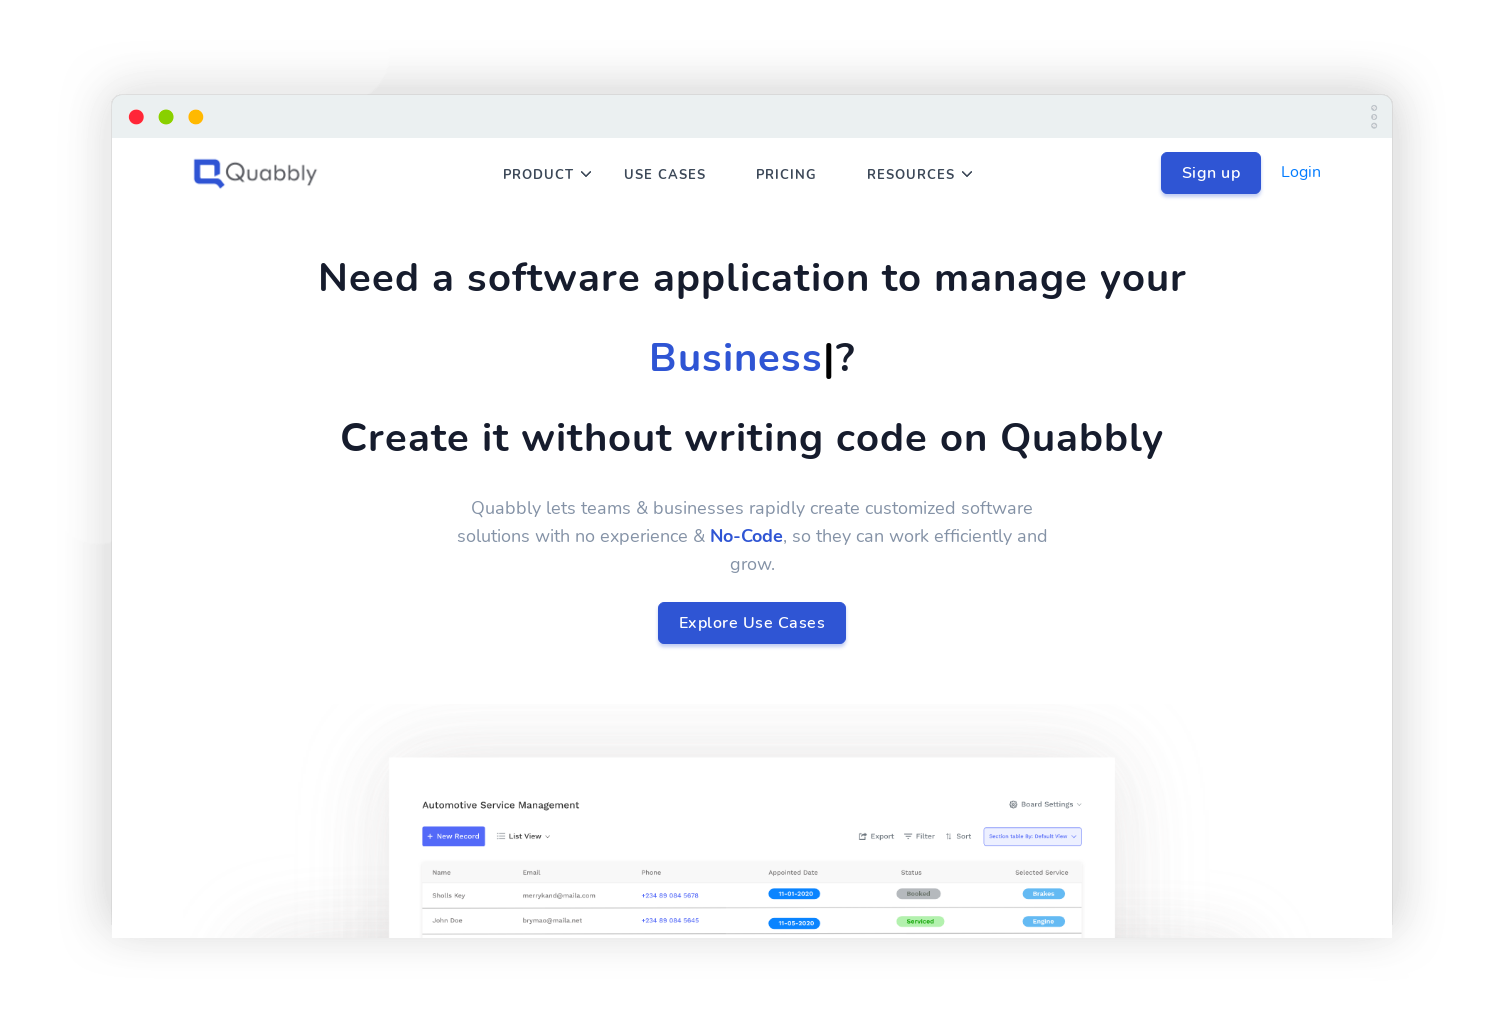 Quabbly
PRODUCT USE CASES PRICING RESOURCES
Sign up Login
Need a software application to manage your
Business|?
Create it without writing code on Quabbly
Quabbly lets teams & businesses rapidly create customized software
solutions with no experience & No-Code, so they can work efficiently and
grow.
Explore Use Cases
Automotive Service Management Board Settings
+ New Record List View Export Filter Sort Section table By: Default View
Name Email Phone Appointed Date Status Selected Service
Sholls Key merrykand@maila.com +234 89 084 5678 11-01-2020 Booked Brakes
John Doe brymao@maila.net +234 89 084 5645 11-05-2020 Serviced Engine